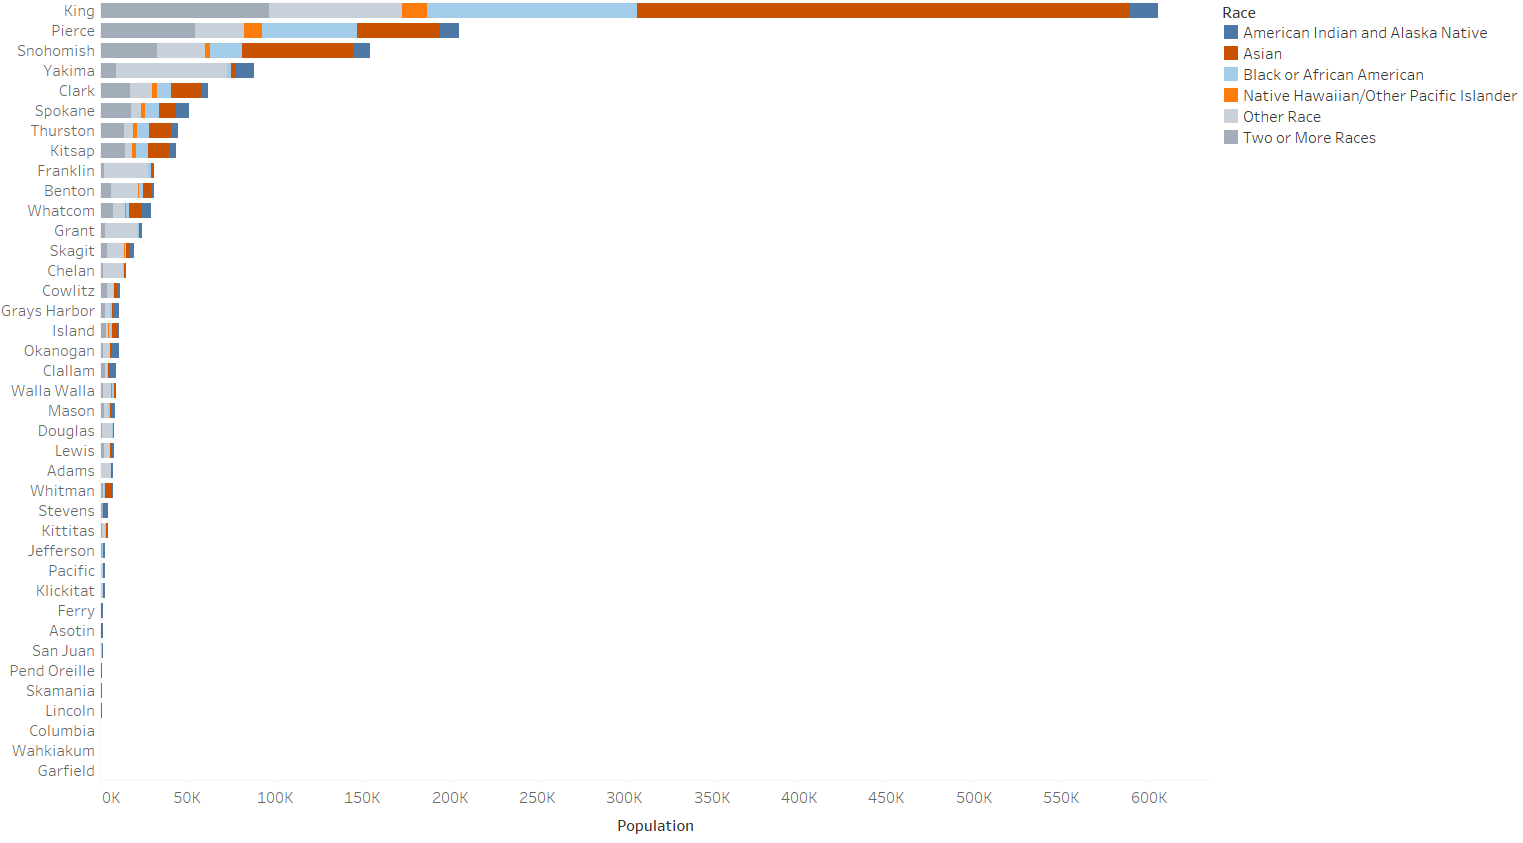 King
Pierce
Snohomish
Yakima
Clark
Spokane
Thurston
Kitsap
Franklin
Benton
Whatcom
Grant
Skagit
Chelan
Cowlitz
Grays Harbor
Island
Okanogan
Clallam
Walla Walla
Mason
Douglas
Lewis
Adams
Whitman
Stevens
Kittitas
Jefferson
Pacific
Klickitat
Ferry
Asotin
San Juan
Pend Oreille
Skamania
Lincoln
Columbia
Wahkiakum
Garfield
0K 50K 100K 150K 200K 250K 300K 350K 400K 450K 500K 550K 600K
Population
Race
American Indian and Alaska Native
Asian
Black or African American
Native Hawaiian/Other Pacific Islander
Other Race
Two or More Races